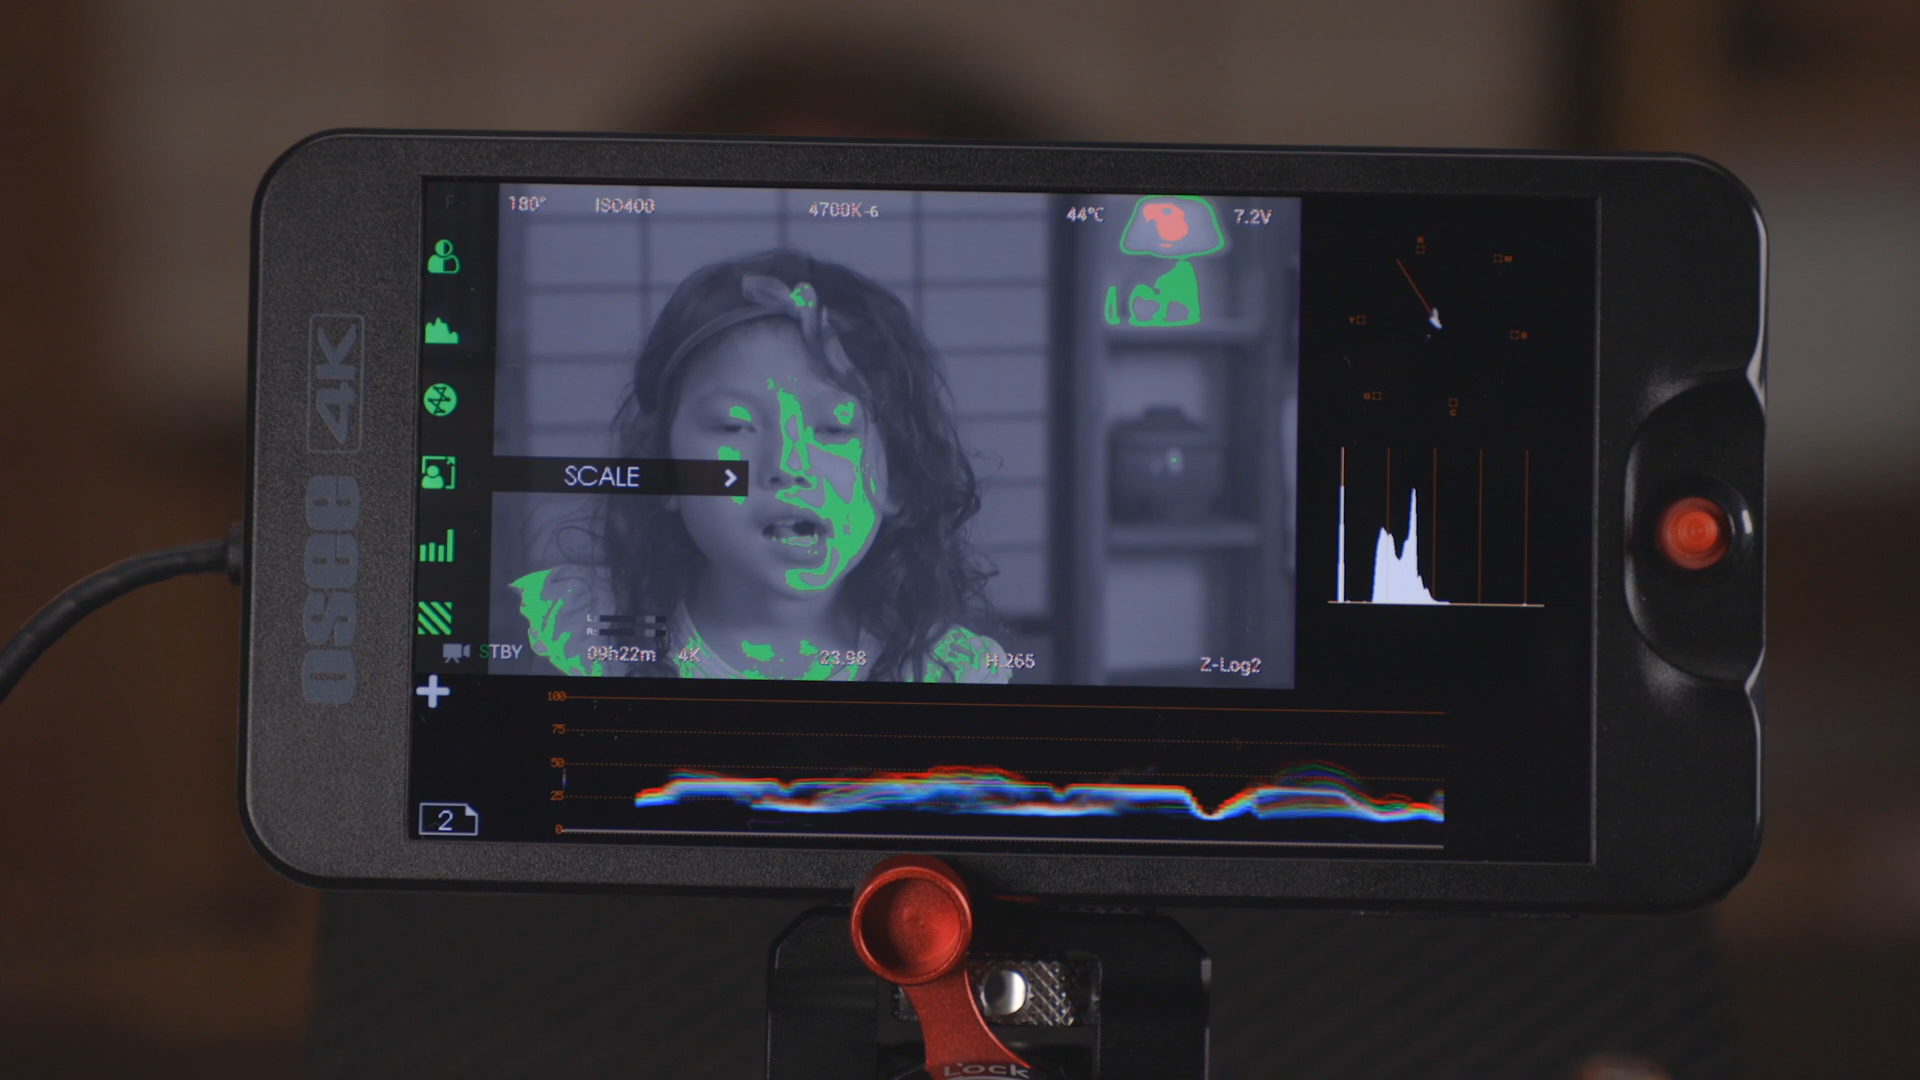 180° ISO400 4700K-6 44°C 7.2V
R
M
Y
B
G
C
OSEE 4K
SCALE >
L:
R:
STBY 09h22m 4K 23.98 H.265 Z-Log2
100
75
50
25
0
2
LOCK